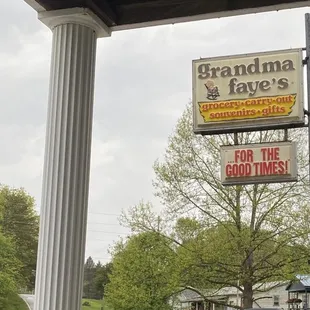 grandma
faye's
grocery-carry-out
souvenirs-gifts
...FOR THE
GOOD TIMES!